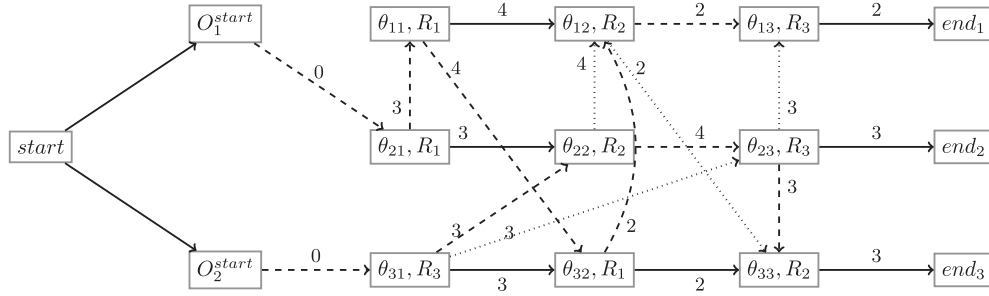 O_1^{start} θ_{11}, R_1 4 θ_{12}, R_2 2 θ_{13}, R_3 2 end_1
0 4 4 2
3 3
start θ_{21}, R_1 3 θ_{22}, R_2 4 θ_{23}, R_3 3 end_2
3
3 3 2
O_2^{start} 0 θ_{31}, R_3 3 θ_{32}, R_1 2 θ_{33}, R_2 3 end_3